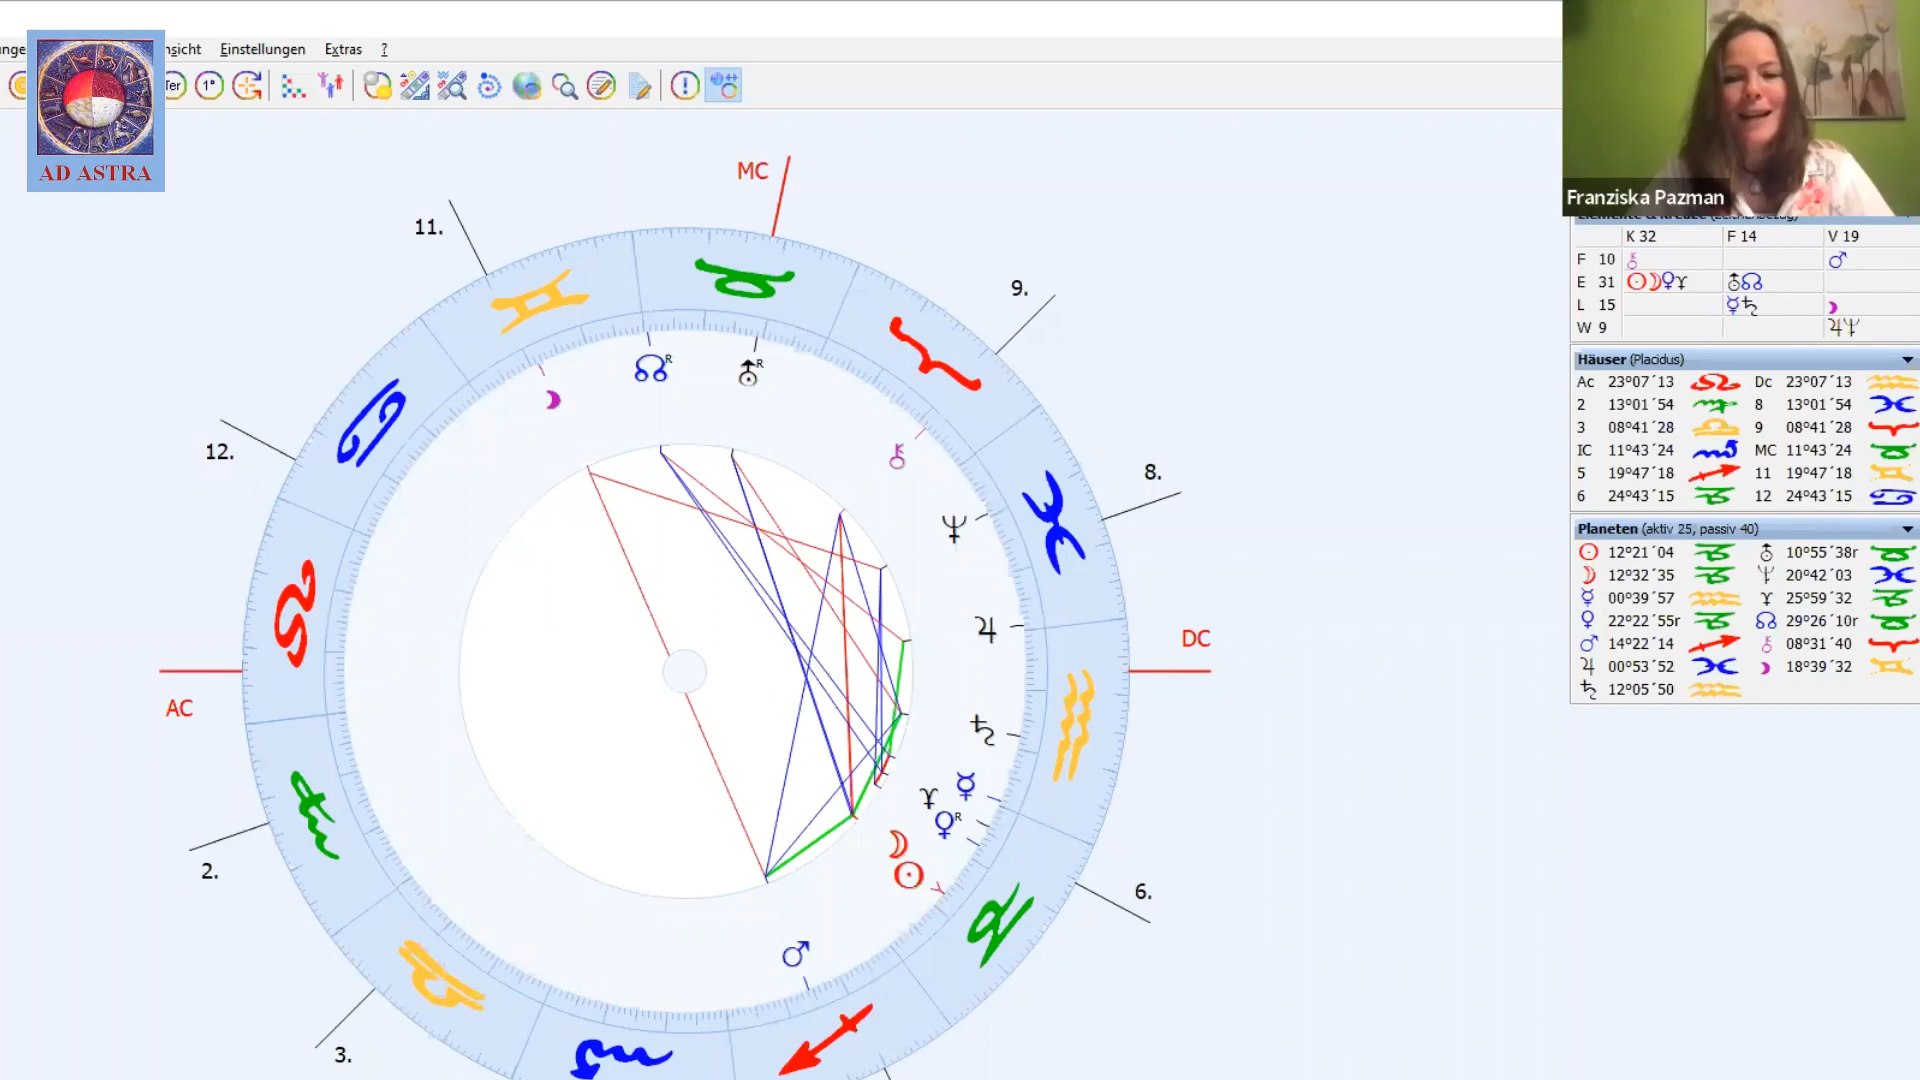 nsicht Einstellungen Extras ?
Ter 1°
AD ASTRA
Franziska Pazman
MC
11.
9.
12.
8.
DC
AC
2.
6.
3.
R
R
R
K 32 F 14 V 19
F 10
E 31
L 15
W 9
Häuser (Placidus)
Ac 23°07´13 Dc 23°07´13
2 13°01´54 8 13°01´54
3 08°41´28 9 08°41´28
IC 11°43´24 MC 11°43´24
5 19°47´18 11 19°47´18
6 24°43´15 12 24°43´15
Planeten (aktiv 25, passiv 40)
12°21´04 10°55´38r
12°32´35 20°42´03
00°39´57 25°59´32
22°22´55r 29°26´10r
14°22´14 08°31´40
00°53´52 18°39´32
12°05´50